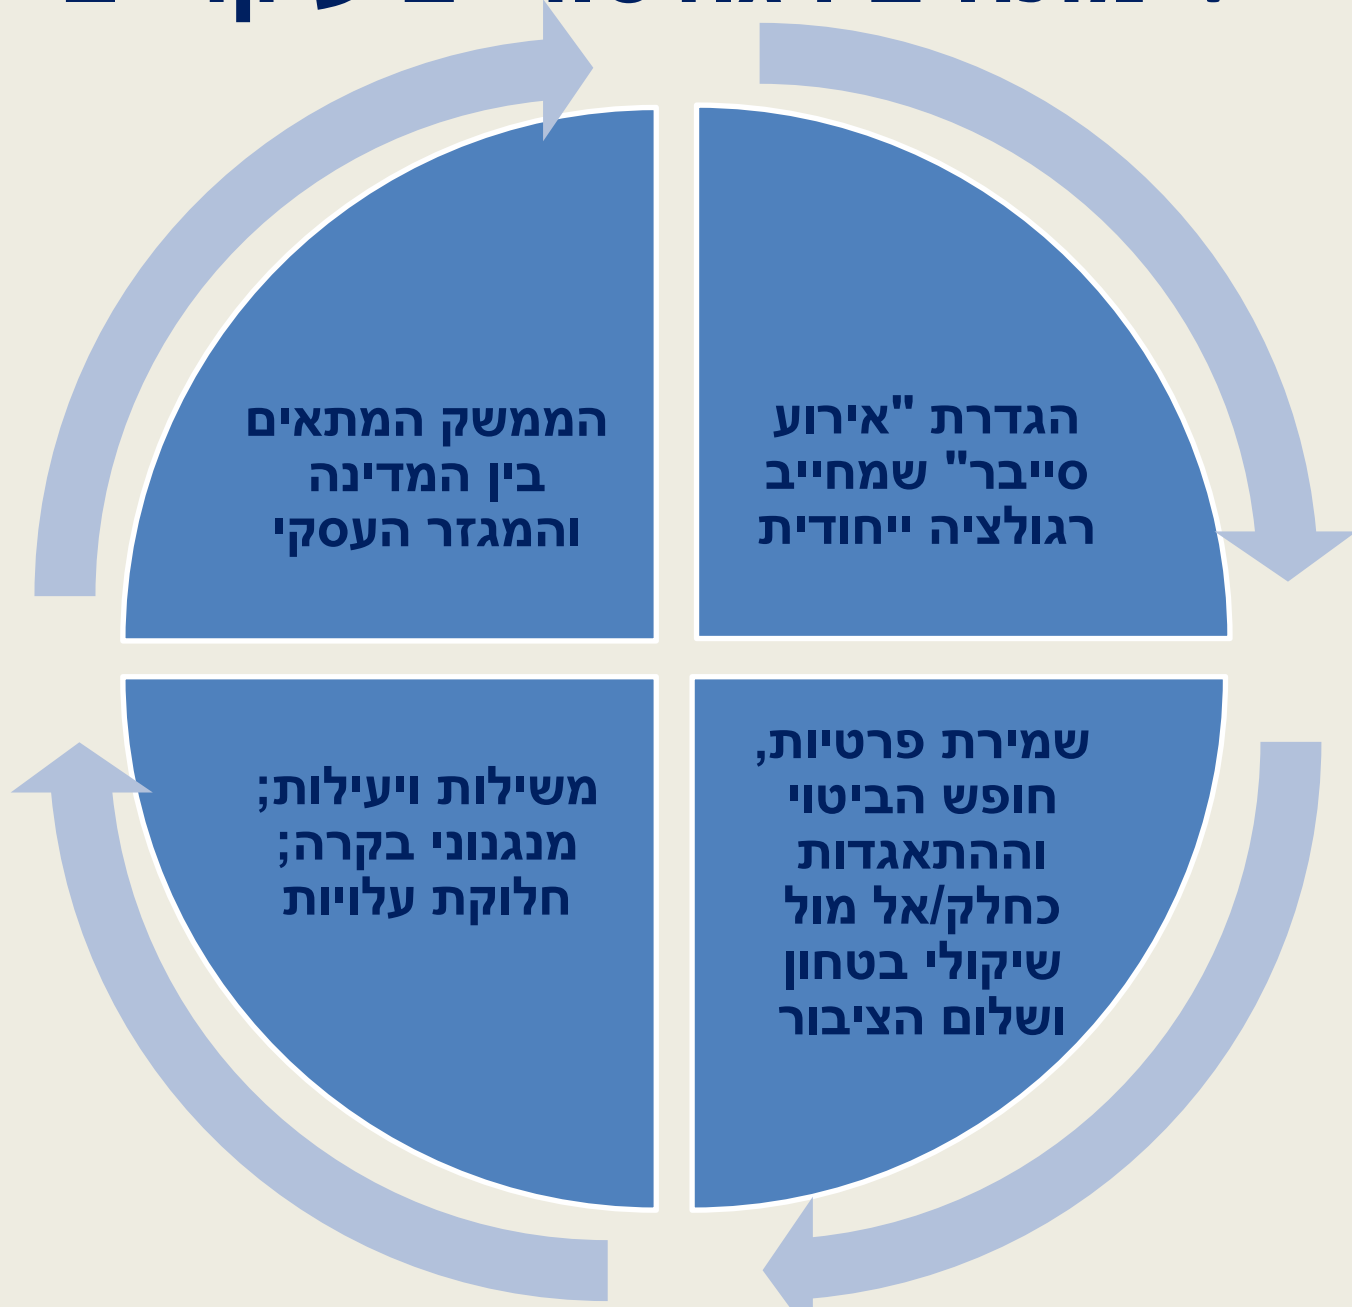 הגדרת "אירוע
סייבר" שמחייב
רגולציה ייחודית
שמירת פרטיות,
חופש הביטוי
וההתאגדות
כחלק/אל מול
שיקולי בטחון
ושלום הציבור
משילות ויעילות;
מנגנוני בקרה;
חלוקת עלויות
הממשק המתאים
בין המדינה
והמגזר העסקי